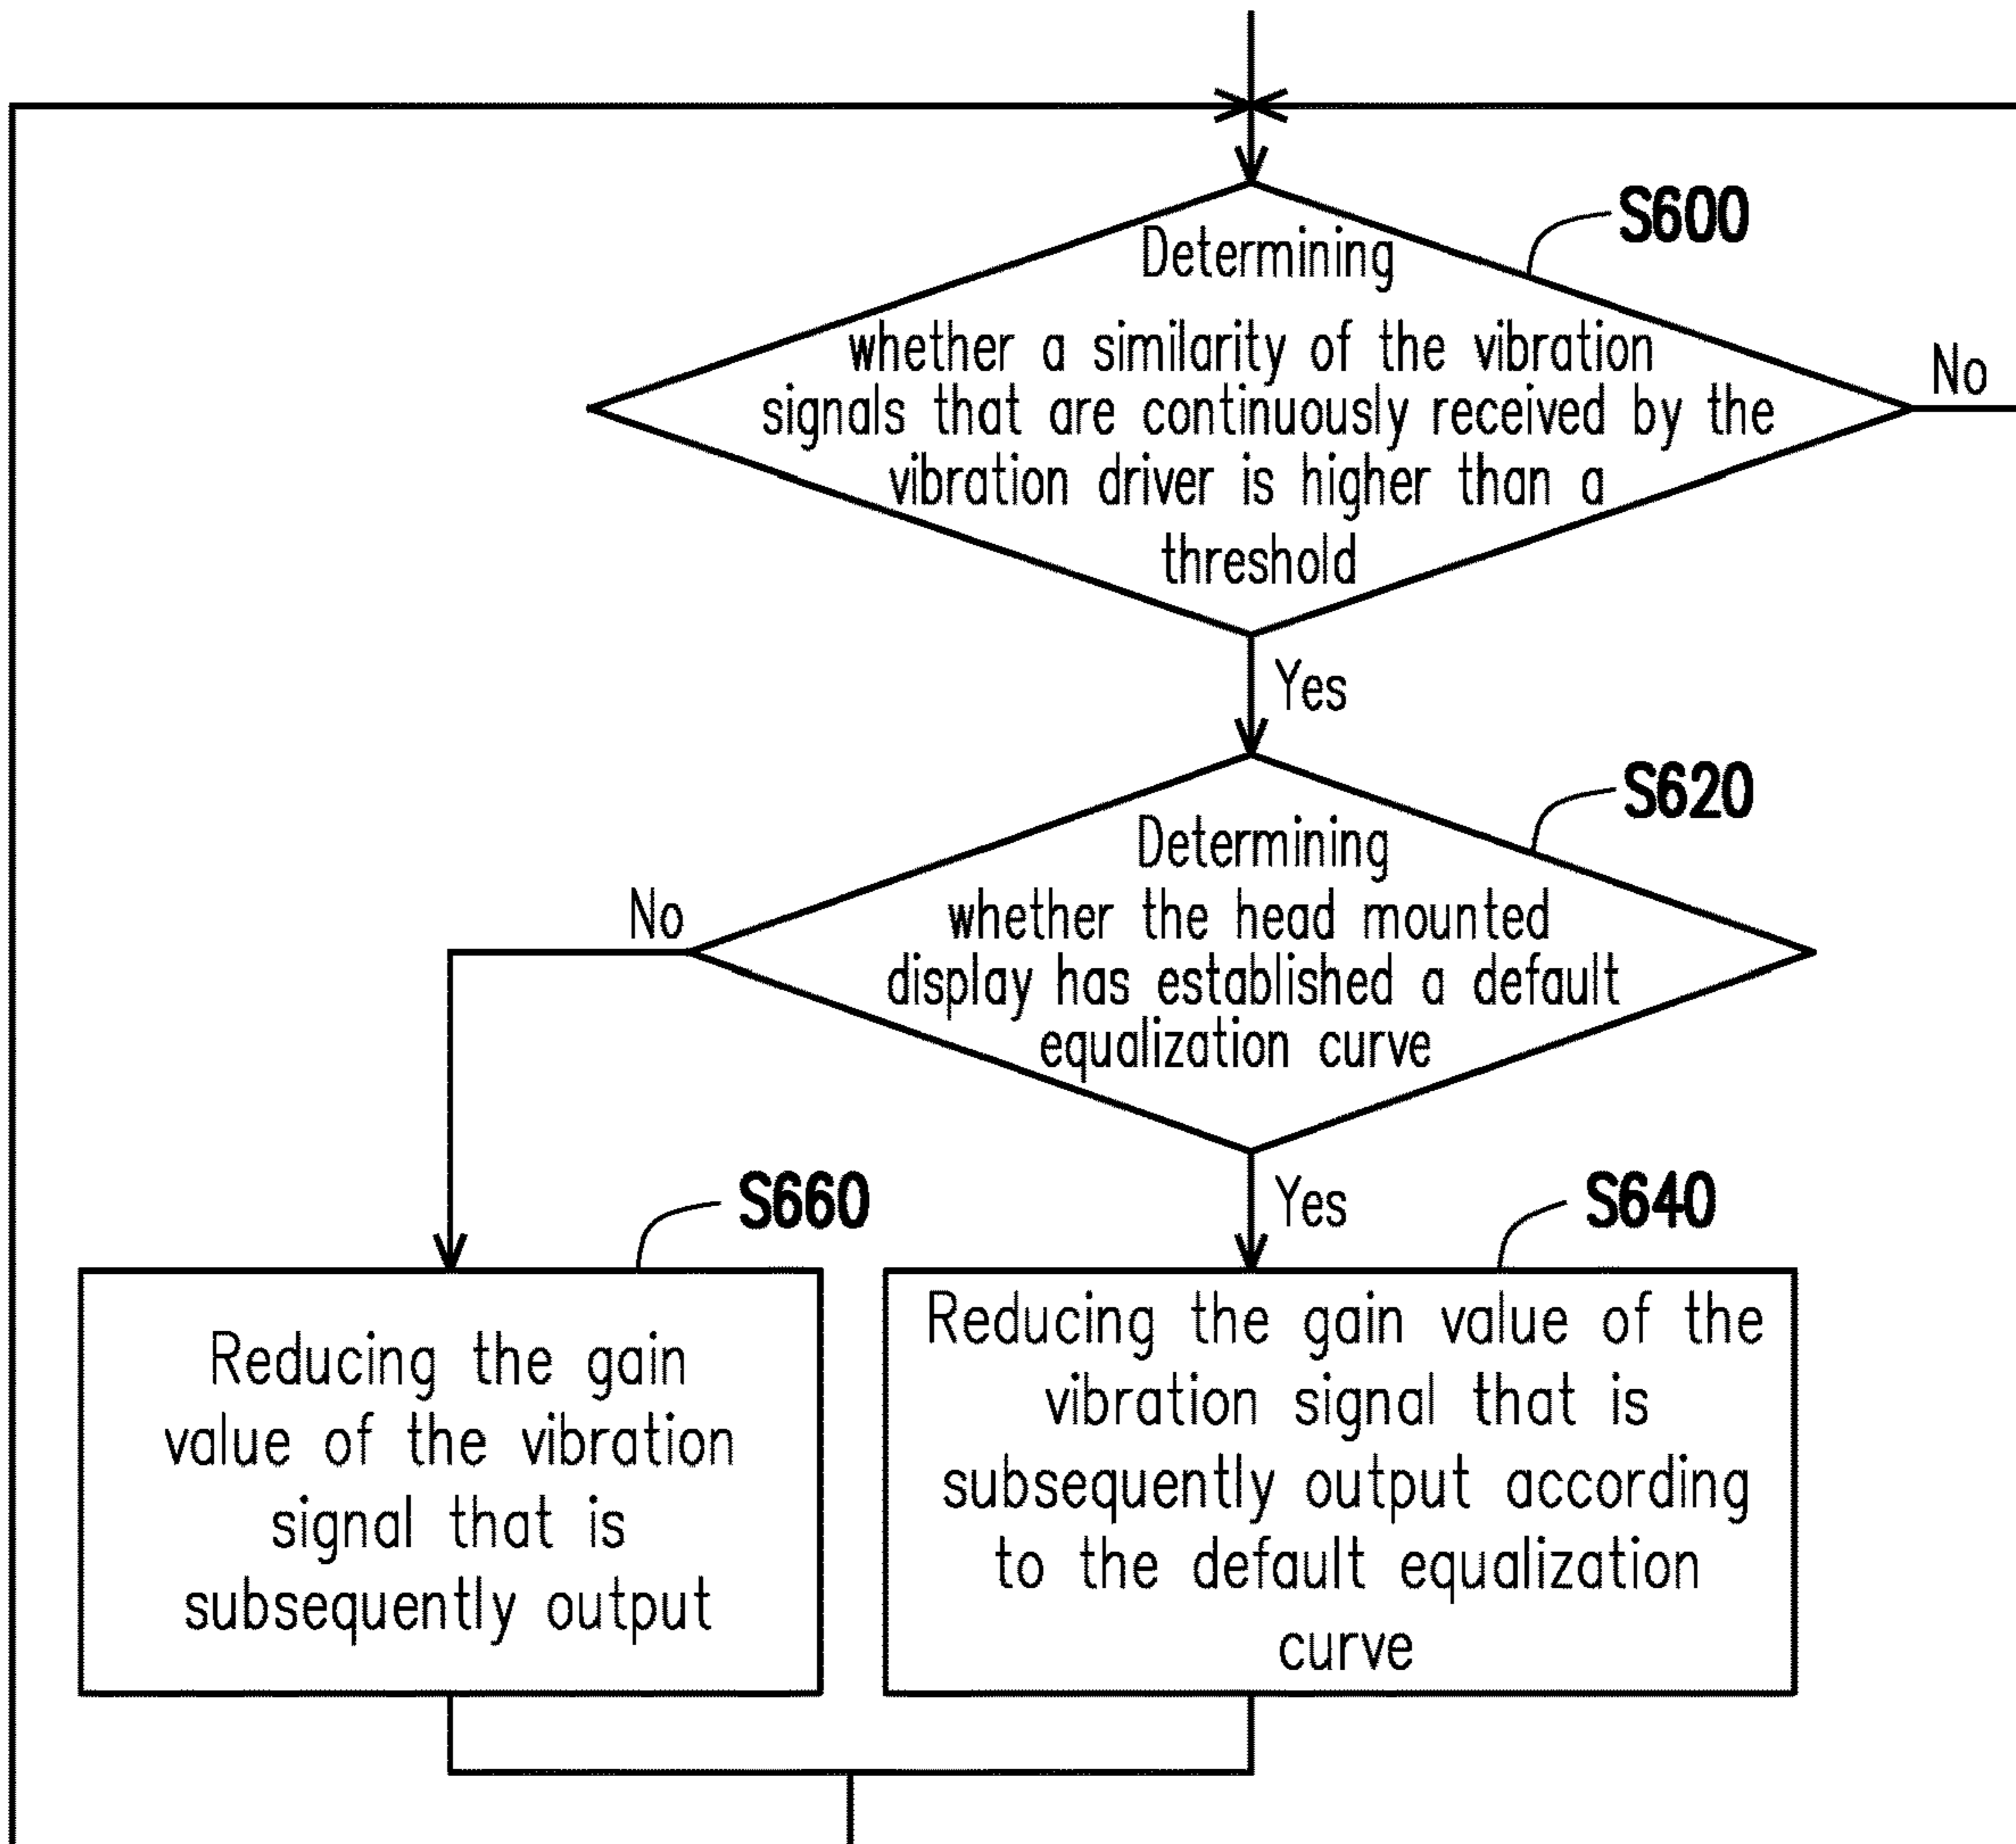 S600
Determining
whether a similarity of the vibration
signals that are continuously received by the
vibration driver is higher than a
threshold
No
Yes
S620
Determining
whether the head mounted
display has established a default
equalization curve
No
Yes
S660
Reducing the gain
value of the vibration
signal that is
subsequently output
S640
Reducing the gain value of the
vibration signal that is
subsequently output according
to the default equalization
curve